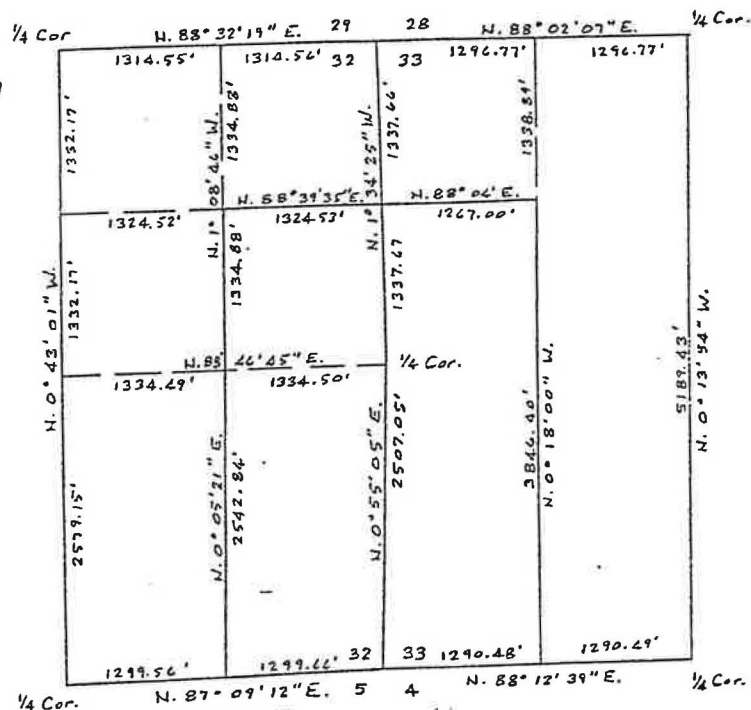 ¼ Cor
N. 88° 32' 19" E.
29
28
N. 88° 02' 07" E.
¼ Cor.
1314.55'
1314.56'
32
33
1296.77'
1296.77'
1332.17'
1334.88'
1337.66'
1338.89'
N. 1° 08' 46" W.
N. 1° 34' 25" W.
N. 88° 39' 35" E.
N. 88° 06' E.
1324.52'
1324.53'
1267.00'
1332.17'
1334.88'
1337.67
N. 0° 43' 01" W.
N. 88° 46' 45" E.
¼ Cor.
1334.49'
1334.50'
5189.43'
N. 0° 13' 54" W.
2579.15'
N. 0° 05' 21" E.
2542.84'
N. 0° 55' 05" E.
2507.05'
3846.40'
N. 0° 18' 00" W.
1299.56'
1299.66'
32
33
1290.48'
1290.49'
¼ Cor.
N. 87° 09' 12" E.
5
4
N. 88° 12' 39" E.
¼ Cor.